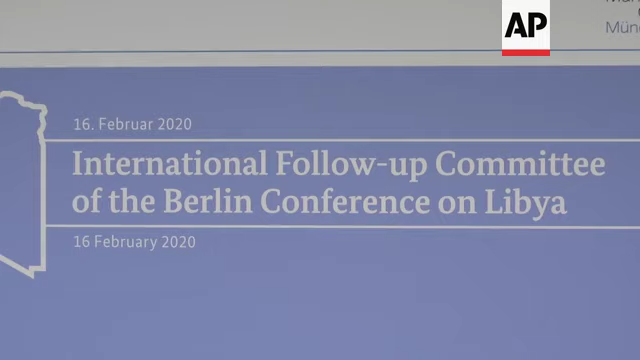 AP
16. Februar 2020
International Follow-up Committee
of the Berlin Conference on Libya
16 February 2020